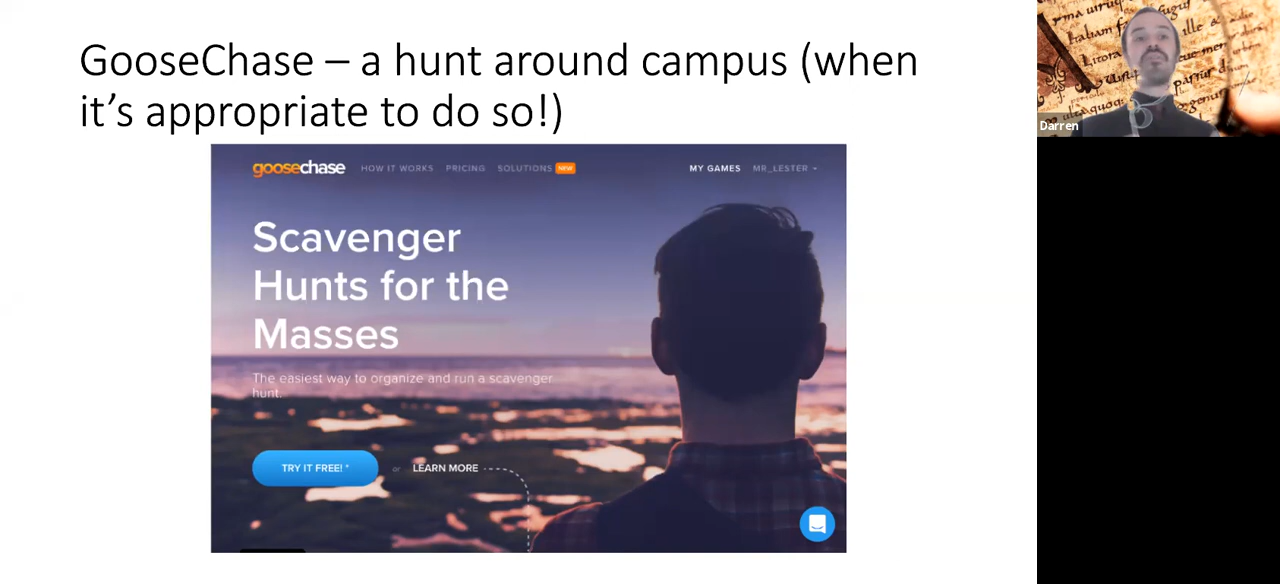 GooseChase – a hunt around campus (when
it's appropriate to do so!)
goosechase HOW IT WORKS PRICING SOLUTIONS NEW MY GAMES MR_LESTER
Scavenger
Hunts for the
Masses
The easiest way to organize and run a scavenger
hunt.
TRY IT FREE! * or LEARN MORE
Darren